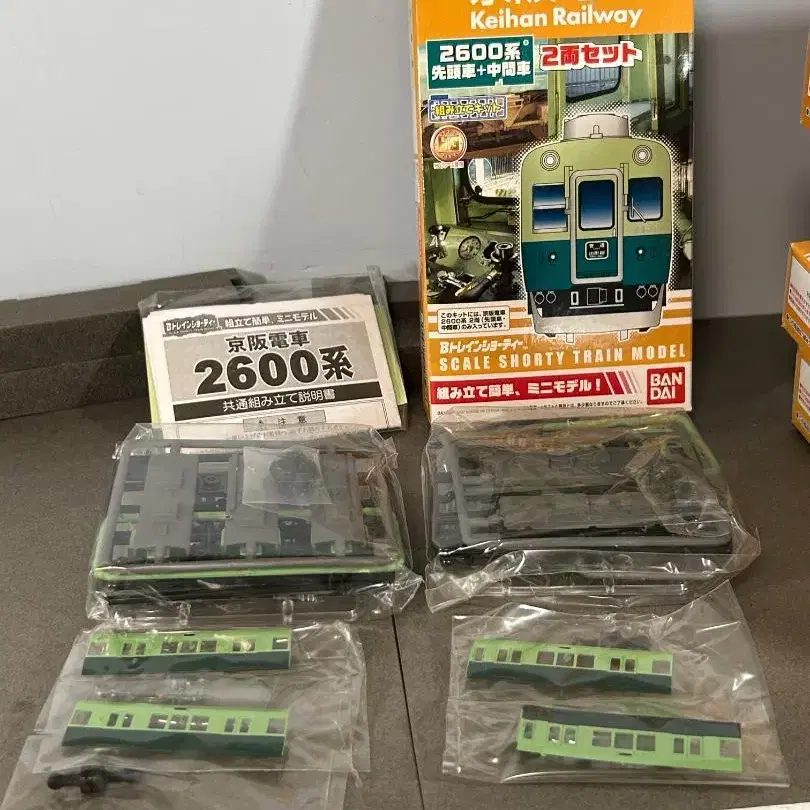 Keihan Railway
2600系
先頭車+中間車
2両セット
組み立てキット
このキットには、京阪電車
2600系 2両(先頭車・
中間車)のみ入っています。
Bトレインショーティー
SCALE SHORTY TRAIN MODEL
組み立て簡単、ミニモデル!
BAN
DAI
Bトレインショーティー
組立て簡単、ミニモデル
京阪電車
2600系
共通組み立て説明書
注意